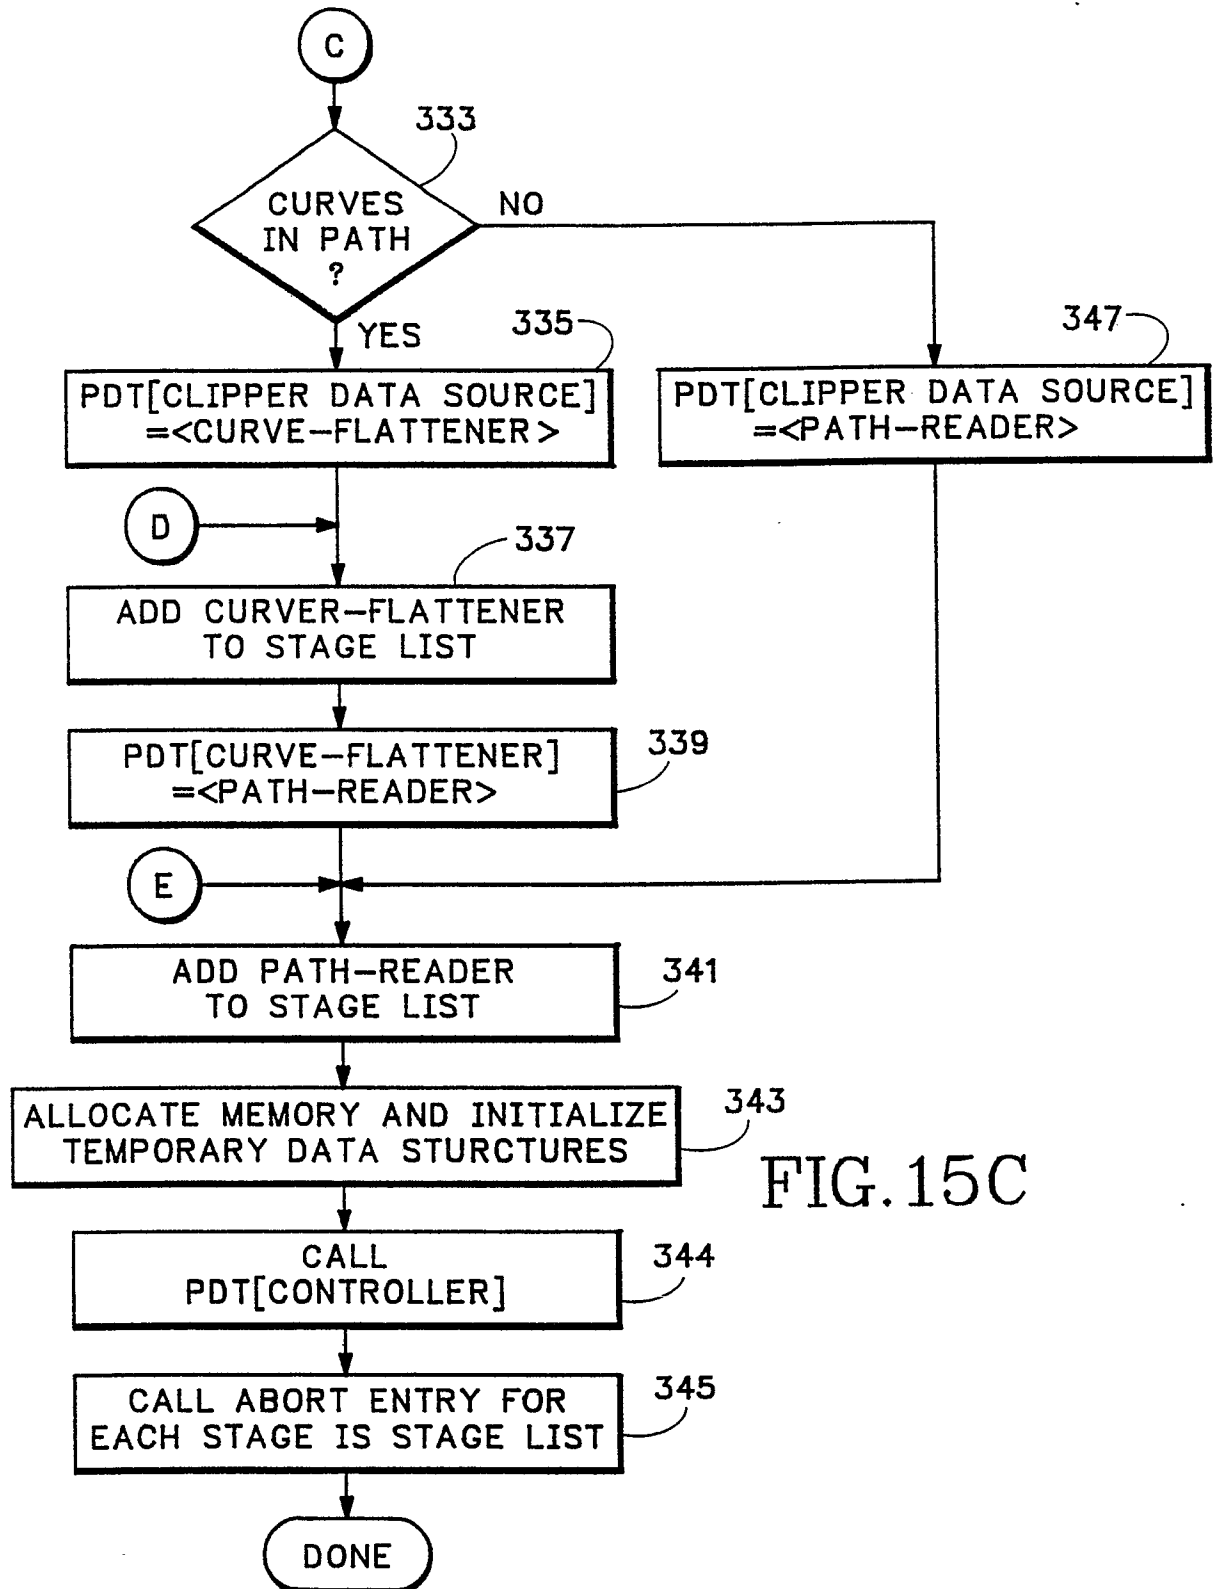 C
333
CURVES
IN PATH
?
NO
YES
335
PDT[CLIPPER DATA SOURCE]
=<CURVE-FLATTENER>
347
PDT[CLIPPER DATA SOURCE]
=<PATH-READER>
D
337
ADD CURVER-FLATTENER
TO STAGE LIST
PDT[CURVE-FLATTENER]
=<PATH-READER>
339
E
ADD PATH-READER
TO STAGE LIST
341
ALLOCATE MEMORY AND INITIALIZE
TEMPORARY DATA STURCTURES
343
FIG. 15C
CALL
PDT[CONTROLLER]
344
CALL ABORT ENTRY FOR
EACH STAGE IS STAGE LIST
345
DONE